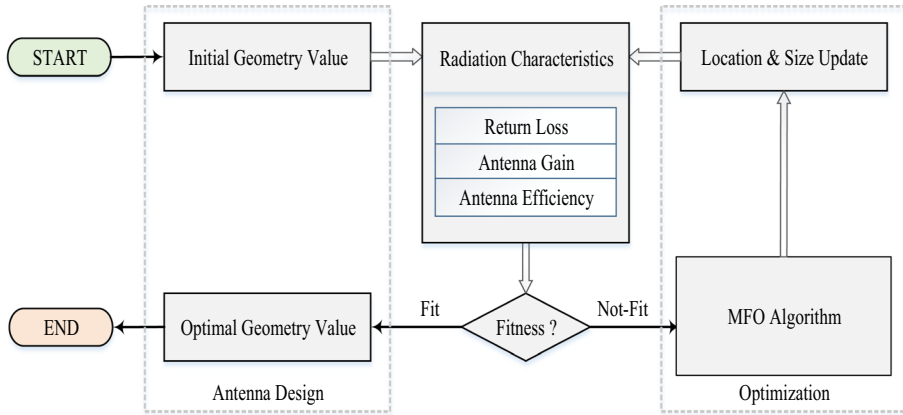 START
Initial Geometry Value
Radiation Characteristics
Location & Size Update
Return Loss
Antenna Gain
Antenna Efficiency
END
Optimal Geometry Value
Fit
Fitness ?
Not-Fit
MFO Algorithm
Antenna Design
Optimization